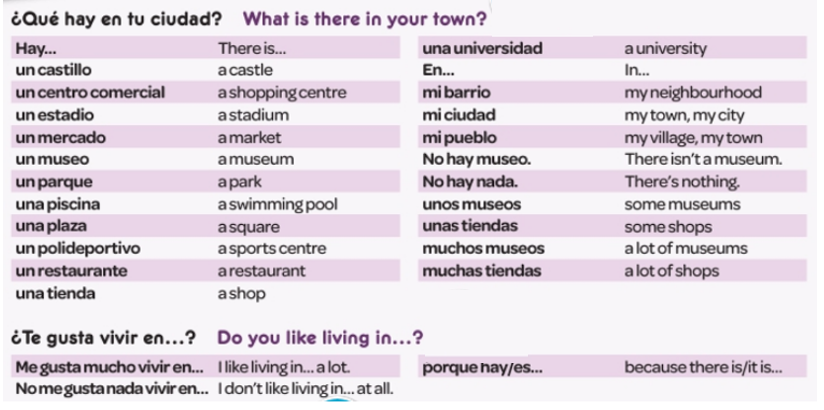 ¿Qué hay en tu ciudad? What is there in your town?
Hay... There is...
un castillo a castle
un centro comercial a shopping centre
un estadio a stadium
un mercado a market
un museo a museum
un parque a park
una piscina a swimming pool
una plaza a square
un polideportivo a sports centre
un restaurante a restaurant
una tienda a shop
una universidad a university
En... In...
mi barrio my neighbourhood
mi ciudad my town, my city
mi pueblo my village, my town
No hay museo. There isn't a museum.
No hay nada. There's nothing.
unos museos some museums
unas tiendas some shops
muchos museos a lot of museums
muchas tiendas a lot of shops
¿Te gusta vivir en...? Do you like living in...?
Me gusta mucho vivir en... I like living in... a lot.
No me gusta nada vivir en... I don't like living in... at all.
porque hay/es... because there is/it is...